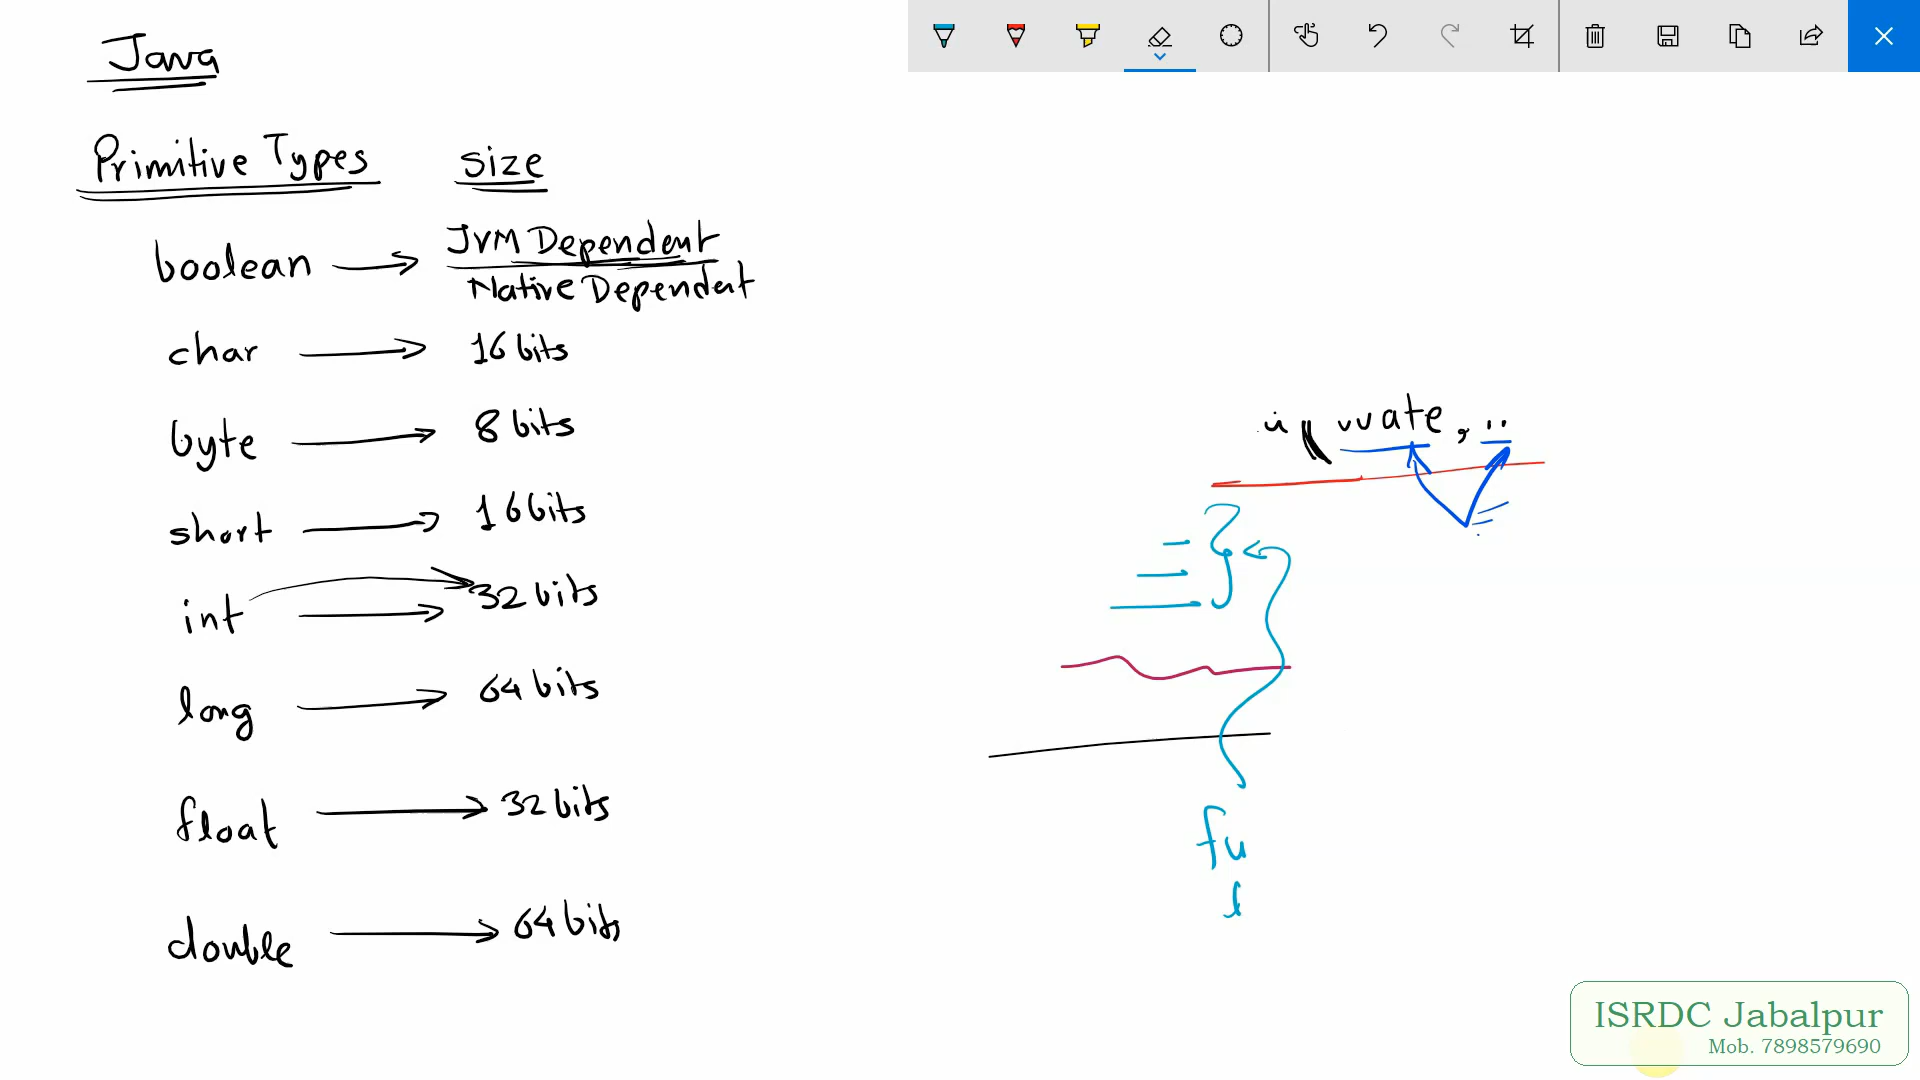 Java
Primitive Types Size
boolean → JVM Dependent
Native Dependent
char → 16 bits
byte → 8 bits
short → 16 bits
int → 32 bits
long → 64 bits
float → 32 bits
double → 64 bits
fu
ISRDC Jabalpur
Mob. 7898579690